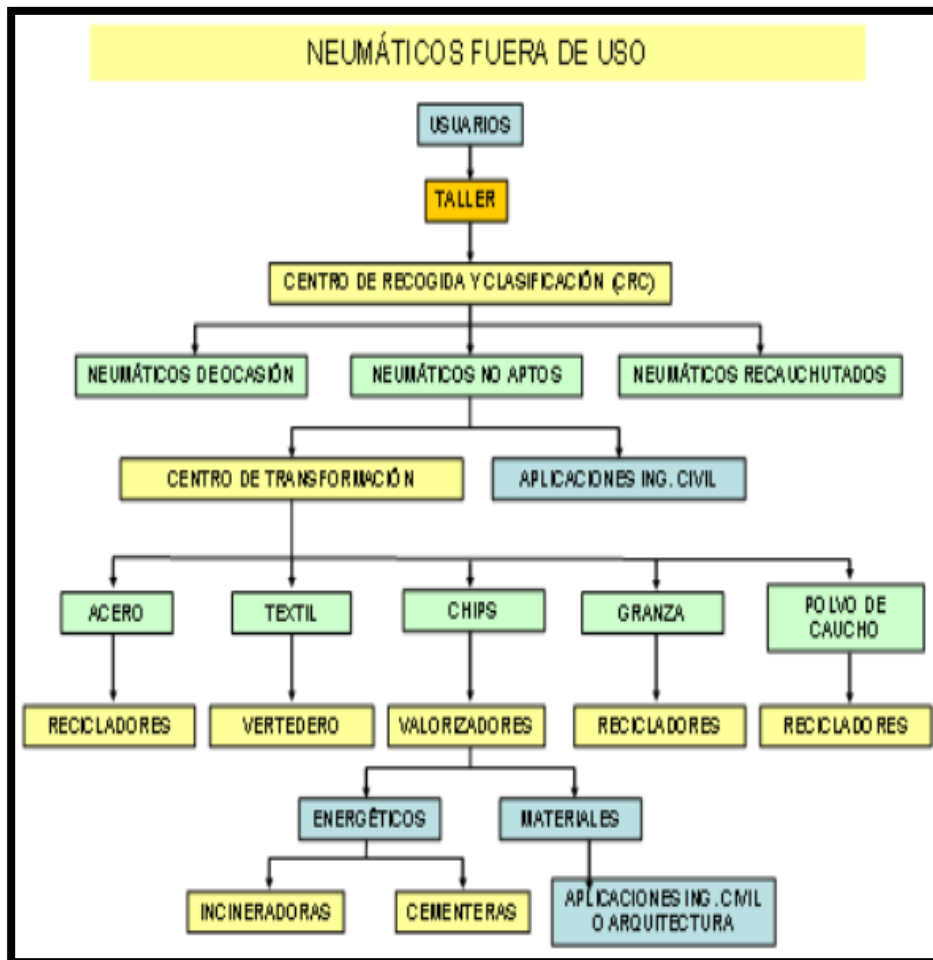 NEUMÁTICOS FUERA DE USO
USUARIOS
TALLER
CENTRO DE RECOGIDA Y CLASIFICACIÓN (CRC)
NEUMÁTICOS DE OCASIÓN
NEUMÁTICOS NO APTOS
NEUMÁTICOS RECAUCHUTADOS
CENTRO DE TRANSFORMACIÓN
APLICACIONES ING. CIVIL
ACERO
TEXTIL
CHIPS
GRANZA
POLVO DE
CAUCHO
RECICLADORES
VERTEDERO
VALORIZADORES
RECICLADORES
RECICLADORES
ENERGÉTICOS
MATERIALES
INCINERADORAS
CEMENTERAS
APLICACIONES ING. CIVIL
O ARQUITECTURA